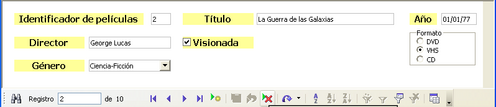 Identificador de películas 2 Título La Guerra de las Galaxias Año 01/01/77
Director George Lucas Visionada
Formato
DVD
VHS
CD
Género Ciencia-Ficción
Registro 2 de 10